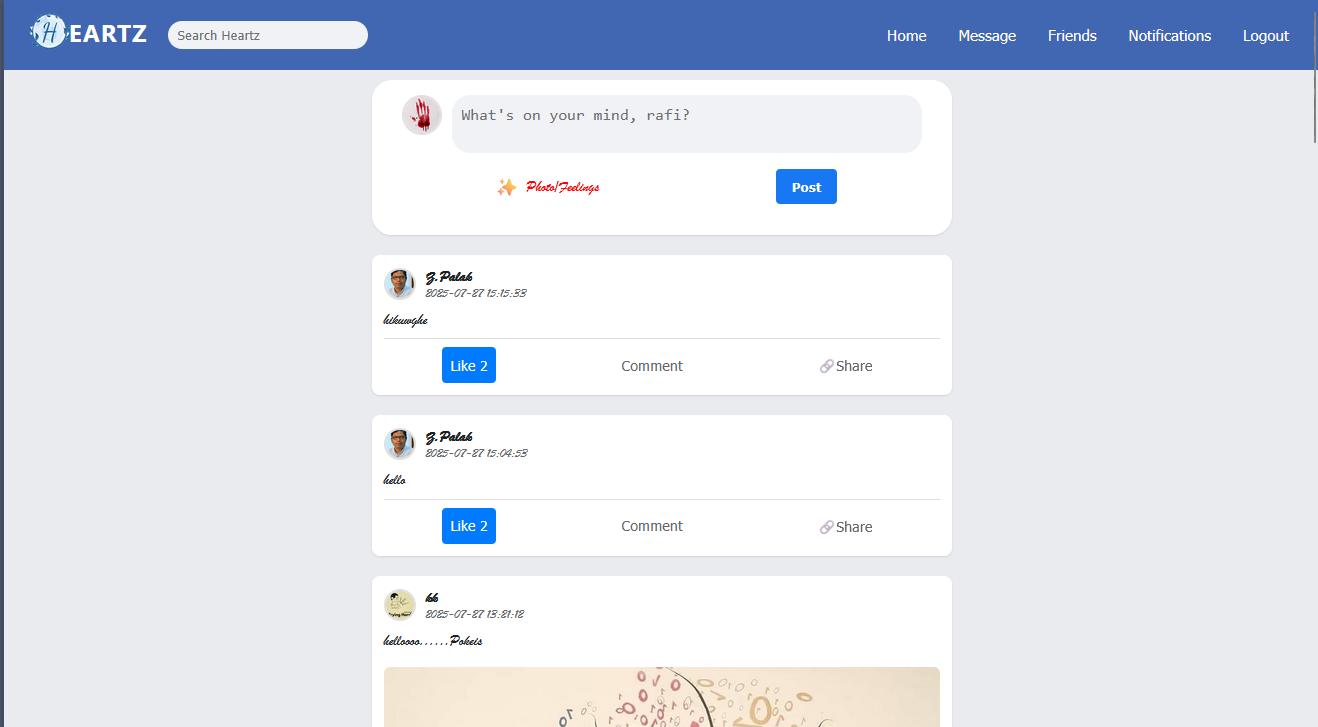 HEARTZ
Search Heartz
Home
Message
Friends
Notifications
Logout
What's on your mind, rafi?
✨ Photo/Feelings
Post
Z.Palak
2025-07-27 15:15:33
hikuwghe
Like 2
Comment
🔗Share
Z.Palak
2025-07-27 15:04:53
hello
Like 2
Comment
🔗Share
kk
2025-07-27 13:21:12
helloooo......Pokeis